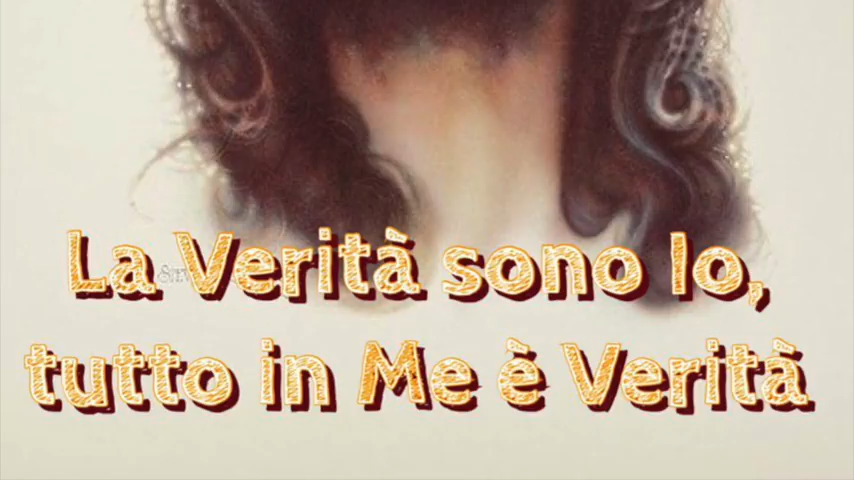 La Verità sono Io,
tutto in Me è Verità